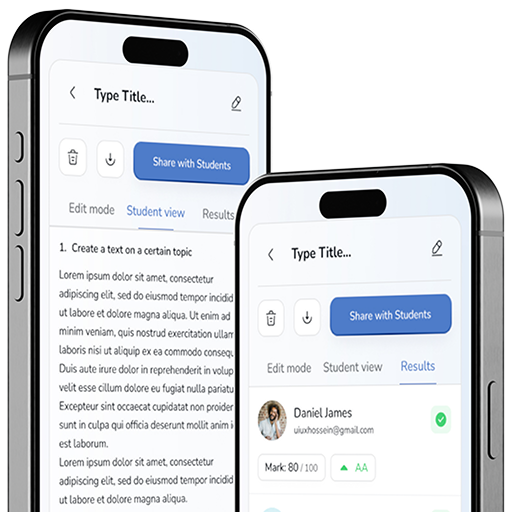 Type Title...
Share with Students
Edit mode Student view Results
1. Create a text on a certain topic
Lorem ipsum dolor sit amet, consectetur
adipiscing elit, sed do eiusmod tempor incidid
ut labore et dolore magna aliqua. Ut enim ad
minim veniam, quis nostrud exercitation ullam
laboris nisi ut aliquip ex ea commodo consequ
Duis aute irure dolor in reprehenderit in volup
velit esse cillum dolore eu fugiat nulla pariatu
Excepteur sint occaecat cupidatat non proiden
sunt in culpa qui officia deserunt mollit anim i
est laborum.
Lorem ipsum dolor sit amet, consectetur
adipiscing elit, sed do eiusmod tempor
ut labore et dolore magna aliqua.
Type Title...
Share with Students
Edit mode Student view Results
Daniel James
uiuxhossein@gmail.com
Mark: 80 / 100 AA